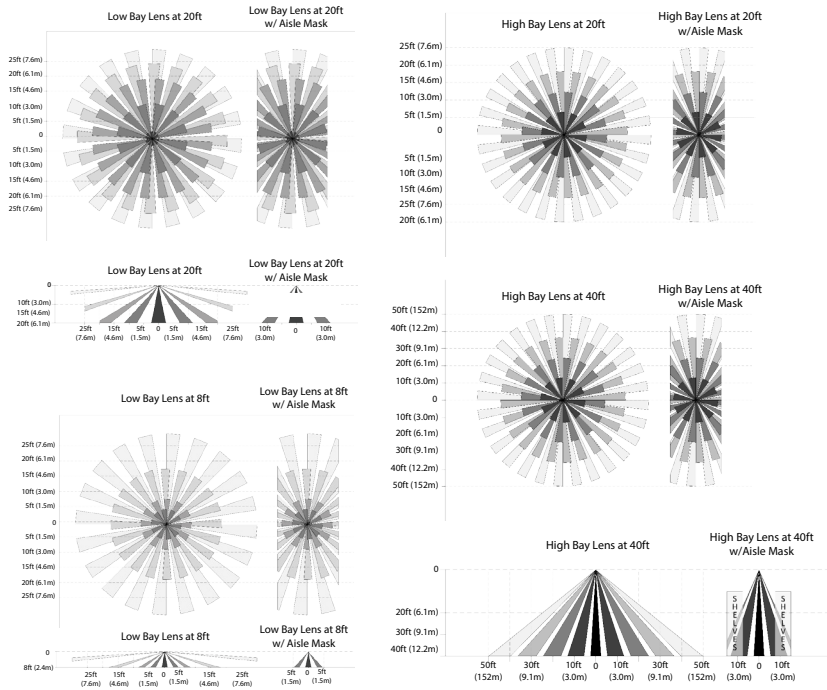 Low Bay Lens at 20ft
Low Bay Lens at 20ft
w/ Aisle Mask
25ft (7.6m)
20ft (6.1m)
15ft (4.6m)
10ft (3.0m)
5ft (1.5m)
0
5ft (1.5m)
10ft (3.0m)
15ft (4.6m)
20ft (6.1m)
25ft (7.6m)
Low Bay Lens at 20ft
Low Bay Lens at 20ft
w/ Aisle Mask
0
10ft (3.0m)
15ft (4.6m)
20ft (6.1m)
25ft 15ft 5ft 0 5ft 15ft 25ft
(7.6m) (4.6m) (1.5m) (1.5m) (4.6m) (7.6m)
10ft 0 10ft
(3.0m) (3.0m)
Low Bay Lens at 8ft
Low Bay Lens at 8ft
w/ Aisle Mask
25ft (7.6m)
20ft (6.1m)
15ft (4.6m)
10ft (3.0m)
5ft (1.5m)
0
5ft (1.5m)
10ft (3.0m)
15ft (4.6m)
20ft (6.1m)
25ft (7.6m)
Low Bay Lens at 8ft
Low Bay Lens at 8ft
w/ Aisle Mask
0
8ft (2.4m)
25ft 15ft 5ft 0 5ft 15ft 25ft
(7.6m) (4.6m) (1.5m) (1.5m) (4.6m) (7.6m)
5ft 0 5ft
(1.5m) (1.5m)
High Bay Lens at 20ft
High Bay Lens at 20ft
w/Aisle Mask
25ft (7.6m)
20ft (6.1m)
15ft (4.6m)
10ft (3.0m)
5ft (1.5m)
0
5ft (1.5m)
10ft (3.0m)
15ft (4.6m)
25ft (7.6m)
20ft (6.1m)
High Bay Lens at 40ft
High Bay Lens at 40ft
w/Aisle Mask
50ft (152m)
40ft (12.2m)
30ft (9.1m)
20ft (6.1m)
10ft (3.0m)
0
10ft (3.0m)
20ft (6.1m)
30ft (9.1m)
40ft (12.2m)
50ft (152m)
High Bay Lens at 40ft
High Bay Lens at 40ft
w/Aisle Mask
0
20ft (6.1m)
30ft (9.1m)
40ft (12.2m)
50ft 30ft 10ft 0 10ft 30ft 50ft
(152m) (9.1m) (3.0m) (3.0m) (9.1m) (152m)
SHELVES
SHELVES
10ft 0 10ft
(3.0m) (3.0m)